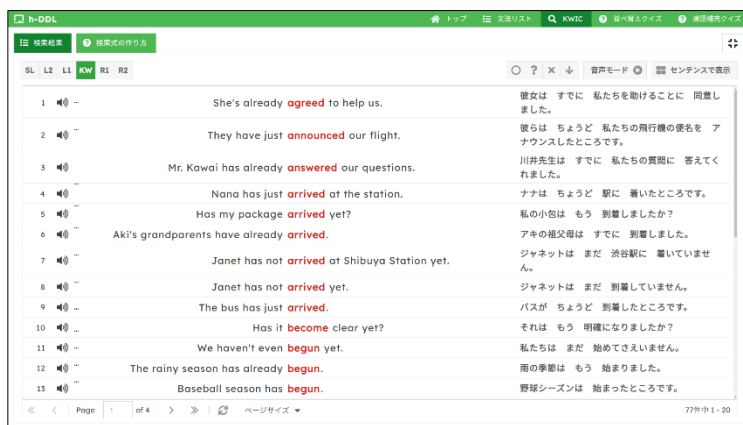 h-DDL
トップ 文法リスト KWIC 並べ替えクイズ 適語補充クイズ
検索結果 検索式の作り方
SL L2 L1 KW R1 R2 音声モード センテンスで表示
1 She's already agreed to help us. 彼女は すでに 私たちを助けることに 同意し
ました。
2 They have just announced our flight. 彼らは ちょうど 私たちの飛行機の便名を ア
ナウンスしたところです。
3 Mr. Kawai has already answered our questions. 川井先生は すでに 私たちの質問に 答えてく
れました。
4 Nana has just arrived at the station. ナナは ちょうど 駅に 着いたところです。
5 Has my package arrived yet? 私の小包は もう 到着しましたか？
6 Aki's grandparents have already arrived. アキの祖父母は すでに 到着しました。
7 Janet has not arrived at Shibuya Station yet. ジャネットは まだ 渋谷駅に 着いていませ
ん。
8 Janet has not arrived yet. ジャネットは まだ 到着していません。
9 The bus has just arrived. バスが ちょうど 到着したところです。
10 Has it become clear yet? それは もう 明確になりましたか？
11 We haven't even begun yet. 私たちは まだ 始めてさえいません。
12 The rainy season has already begun. 雨の季節は もう 始まりました。
13 Baseball season has begun. 野球シーズンは 始まったところです。
Page 1 of 4 ページサイズ 77件中 1 - 20